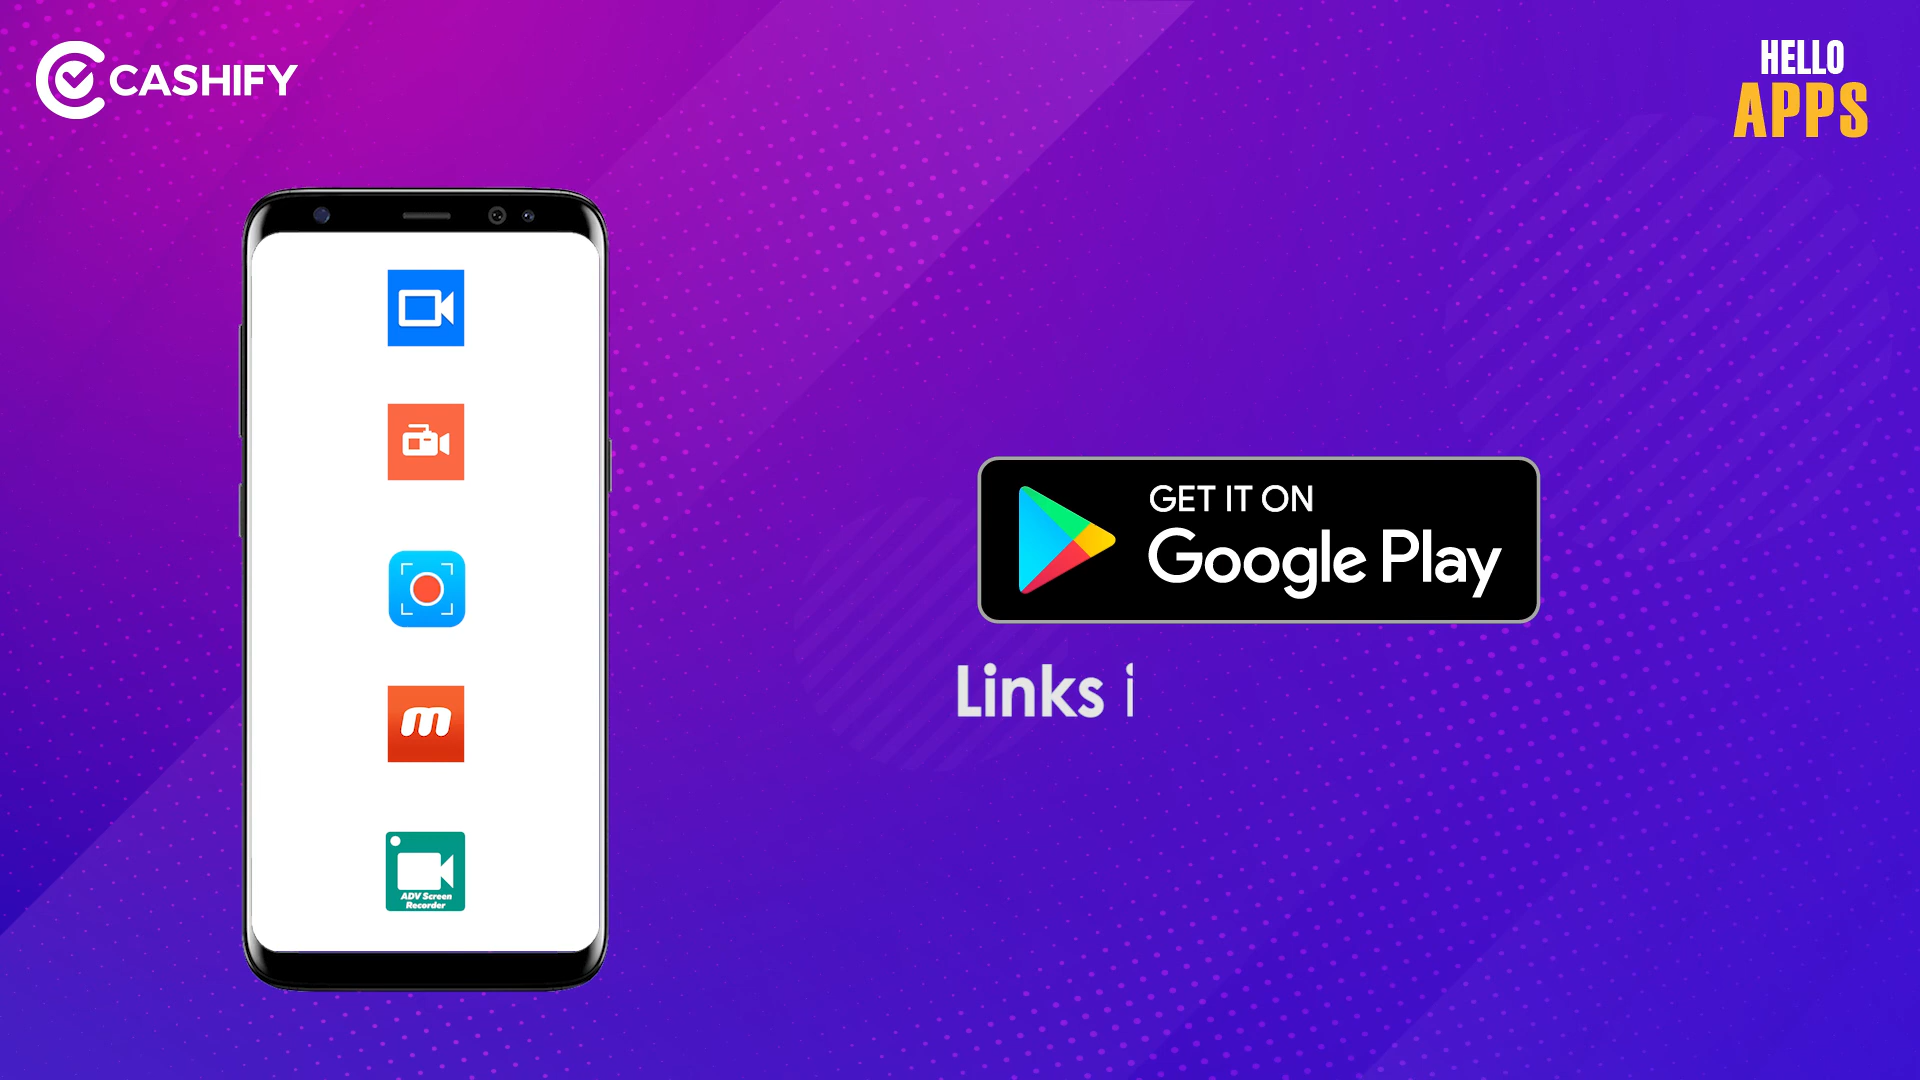 CASHIFY
HELLO
APPS
GET IT ON
Google Play
Links i
m
ADV Screen
Recorder